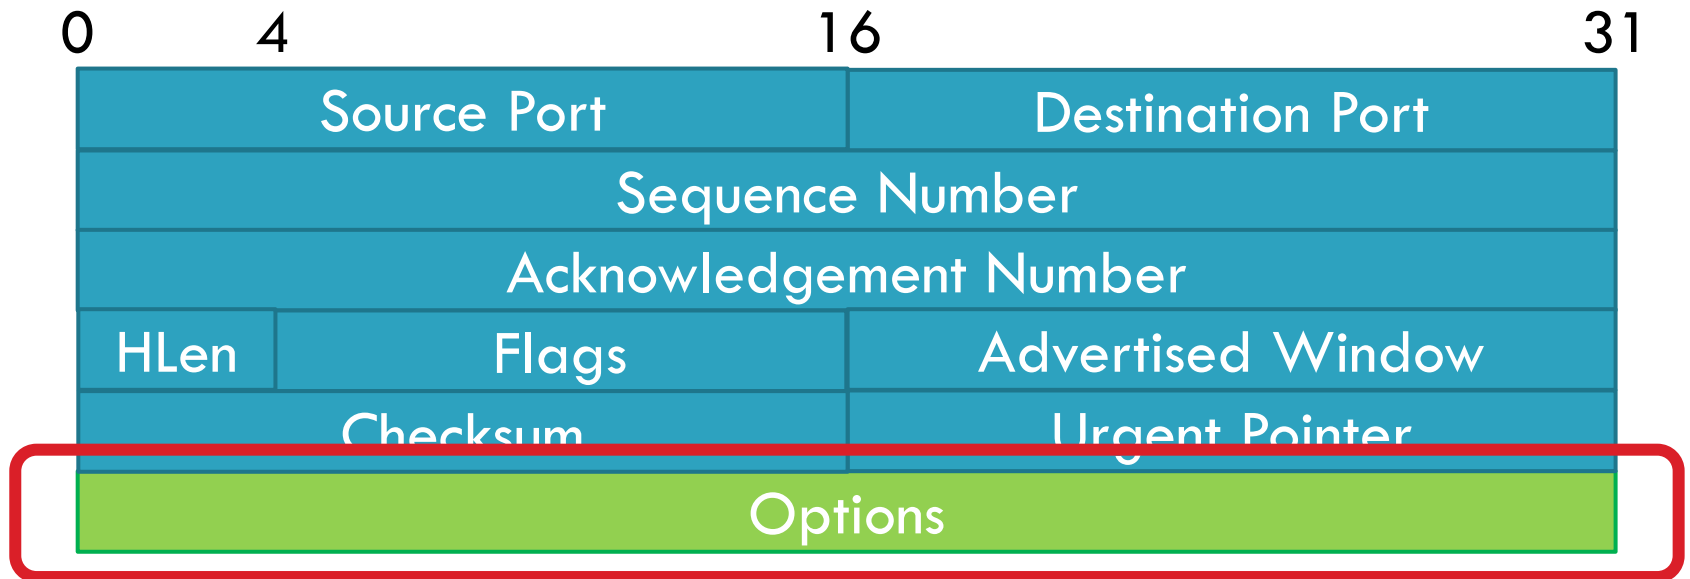 0 4 16 31
Source Port Destination Port
Sequence Number
Acknowledgement Number
HLen Flags Advertised Window
Checksum Urgent Pointer
Options